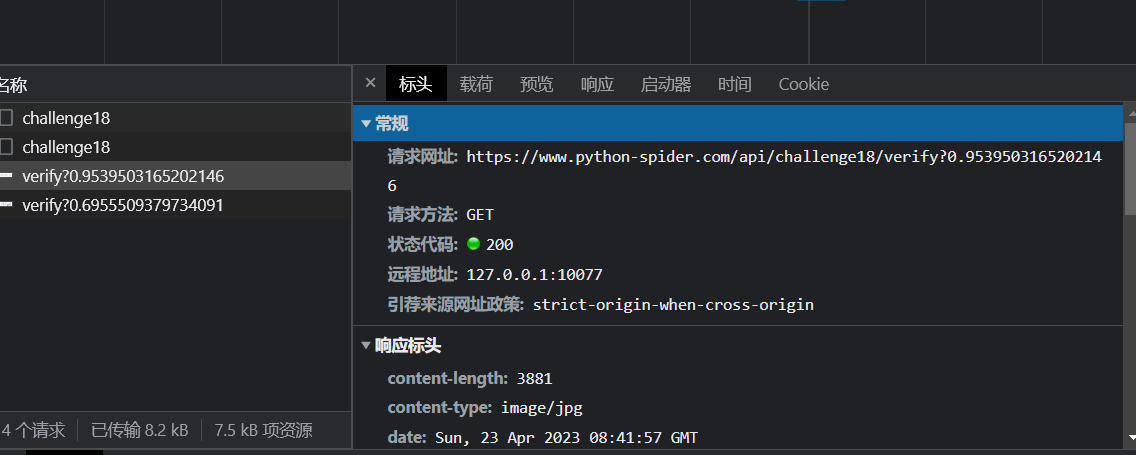 名称
× 标头 载荷 预览 响应 启动器 时间 Cookie
常规
challenge18
请求网址: https://www.python-spider.com/api/challenge18/verify?0.953950316520214
challenge18
6
verify?0.9539503165202146
请求方法: GET
verify?0.6955509379734091
状态代码: 200
远程地址: 127.0.0.1:10077
引荐来源网址政策: strict-origin-when-cross-origin
响应标头
content-length: 3881
content-type: image/jpg
4 个请求 已传输 8.2 kB 7.5 kB 项资源
date: Sun, 23 Apr 2023 08:41:57 GMT